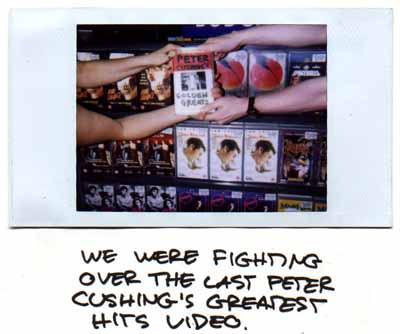 PETER
CUSHING'S
GOLDEN
GREATS
WE WERE FIGHTING
OVER THE LAST PETER
CUSHING'S GREATEST
HITS VIDEO.